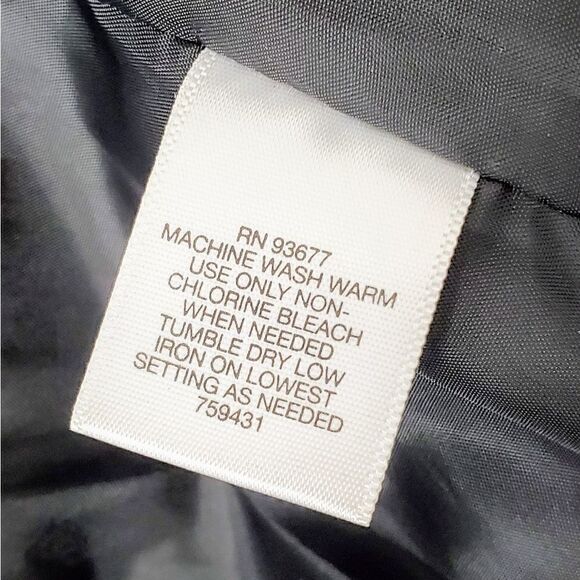 RN 93677
MACHINE WASH WARM
USE ONLY NON-
CHLORINE BLEACH
WHEN NEEDED
TUMBLE DRY LOW
IRON ON LOWEST
SETTING AS NEEDED
759431